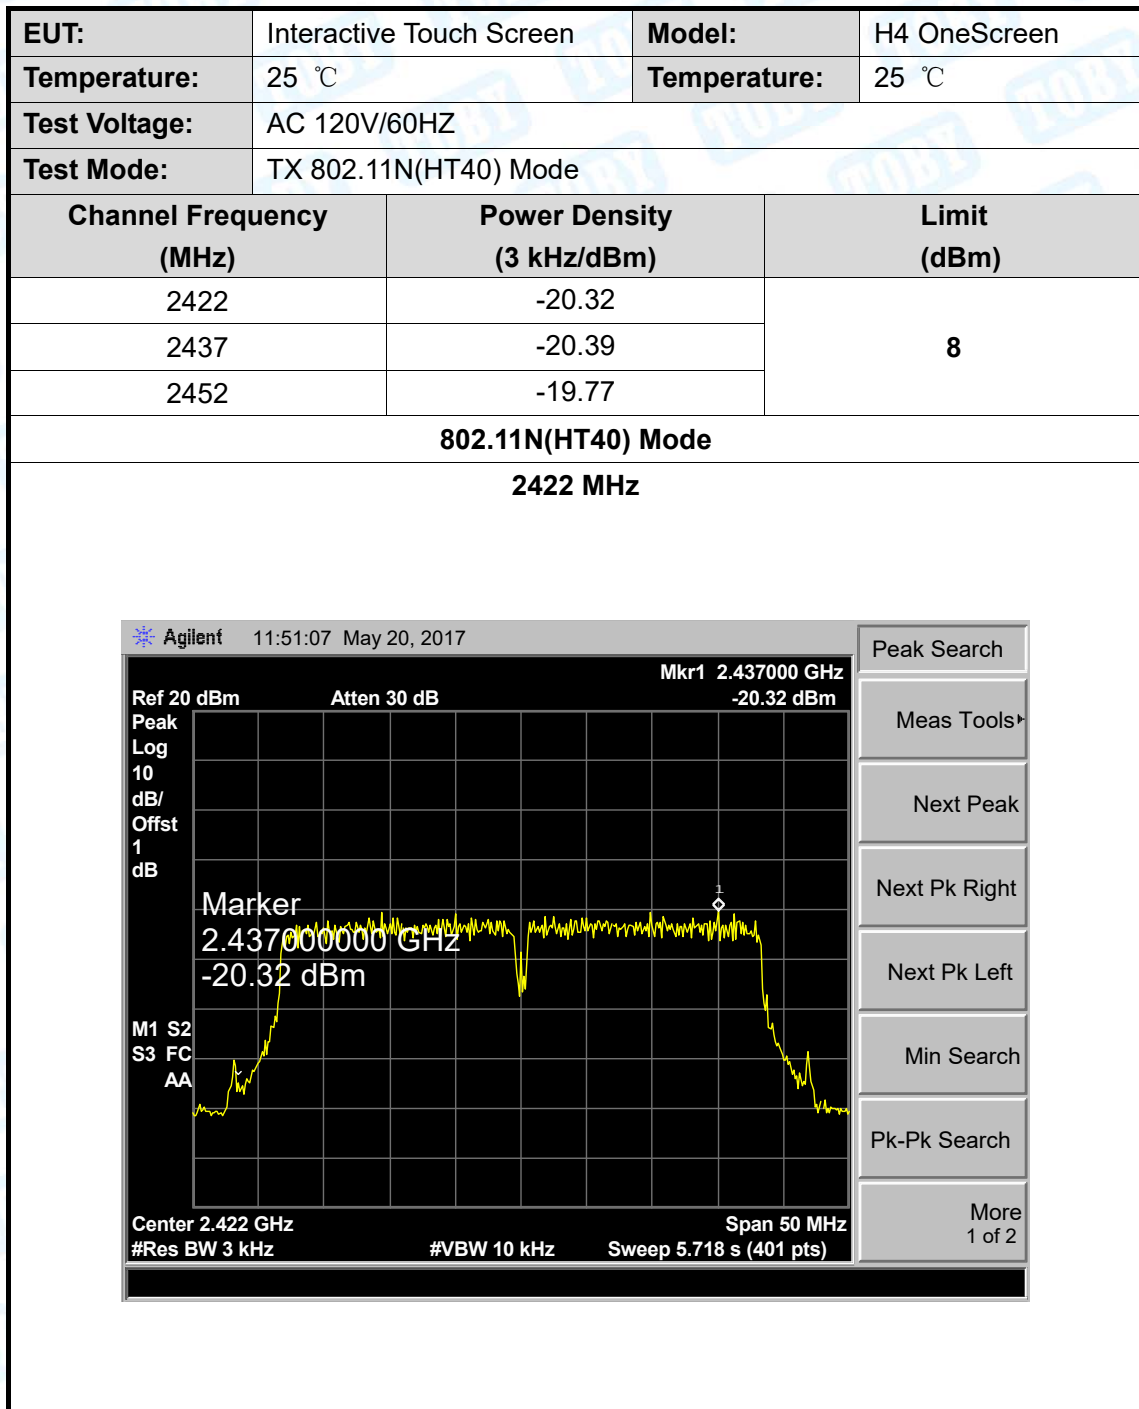 EUT: Interactive Touch Screen Model: H4 OneScreen
Temperature: 25 ℃ Temperature: 25 ℃
Test Voltage: AC 120V/60HZ
Test Mode: TX 802.11N(HT40) Mode
Channel Frequency Power Density Limit
(MHz) (3 kHz/dBm) (dBm)
2422 -20.32
2437 -20.39 8
2452 -19.77
802.11N(HT40) Mode
2422 MHz
Agilent 11:51:07 May 20, 2017
Peak Search
Mkr1 2.437000 GHz
Ref 20 dBm Atten 30 dB -20.32 dBm
Peak
Log
10
dB/
Offst
1
dB
1
Marker
2.437000000 GHz
-20.32 dBm
M1 S2
S3 FC
AA
Center 2.422 GHz Span 50 MHz
#Res BW 3 kHz #VBW 10 kHz Sweep 5.718 s (401 pts)
Meas Tools
Next Peak
Next Pk Right
Next Pk Left
Min Search
Pk-Pk Search
More
1 of 2
TOBY